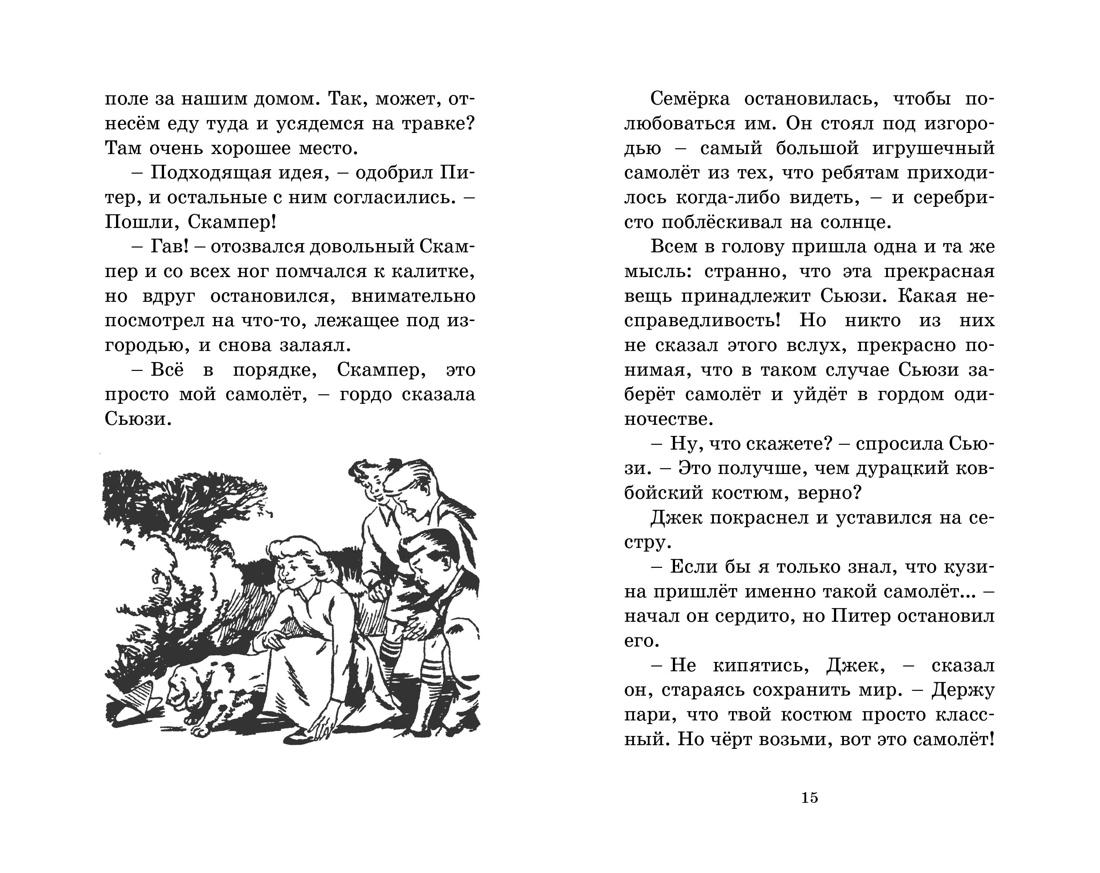 поле за нашим домом. Так, может, от-
несём еду туда и усядемся на травке?
Там очень хорошее место.
– Подходящая идея, – одобрил Пи-
тер, и остальные с ним согласились. –
Пошли, Скампер!
– Гав! – отозвался довольный Скам-
пер и со всех ног помчался к калитке,
но вдруг остановился, внимательно
посмотрел на что-то, лежащее под из-
городью, и снова залаял.
– Всё в порядке, Скампер, это
просто мой самолёт, – гордо сказала
Сьюзи.
Семёрка остановилась, чтобы по-
любоваться им. Он стоял под изгоро-
дью – самый большой игрушечный
самолёт из тех, что ребятам приходи-
лось когда-либо видеть, – и серебри-
сто поблёскивал на солнце.
Всем в голову пришла одна и та же
мысль: странно, что эта прекрасная
вещь принадлежит Сьюзи. Какая не-
справедливость! Но никто из них
не сказал этого вслух, прекрасно по-
нимая, что в таком случае Сьюзи за-
берёт самолёт и уйдёт в гордом оди-
ночестве.
– Ну, что скажете? – спросила Сью-
зи. – Это получше, чем дурацкий ков-
бойский костюм, верно?
Джек покраснел и уставился на се-
стру.
– Если бы я только знал, что кузи-
на пришлёт именно такой самолёт... –
начал он сердито, но Питер остановил
его.
– Не кипятись, Джек, – сказал
он, стараясь сохранить мир. – Держу
пари, что твой костюм просто класс-
ный. Но чёрт возьми, вот это самолёт!
15